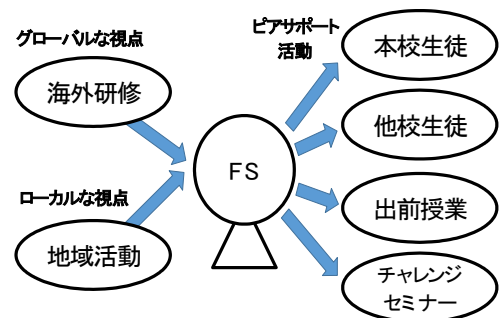 グローバルな視点
海外研修
ローカルな視点
地域活動
FS
ピアサポート
活動
本校生徒
他校生徒
出前授業
チャレンジ
セミナー